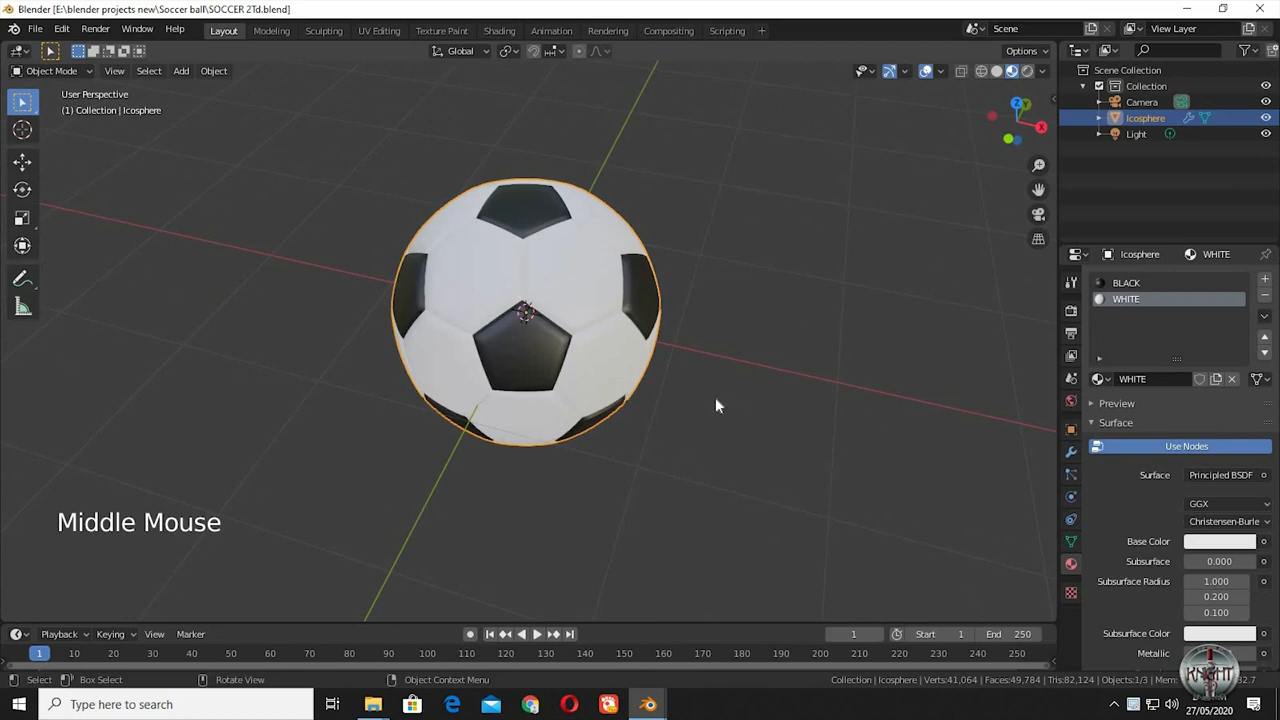 Blender [E:\blender projects new\Soccer ball\SOCCER 2Td.blend]
File Edit Render Window Help Layout Modeling Sculpting UV Editing Texture Paint Shading Animation Rendering Compositing Scripting + Scene View Layer
Global Options
Object Mode View Select Add Object
User Perspective
(1) Collection | Icosphere
Scene Collection
Collection
Camera
Icosphere
Light
Z
Y
X
Icosphere WHITE
BLACK
WHITE
WHITE
Preview
Surface
Use Nodes
Surface Principled BSDF
GGX
Christensen-Burle
Base Color
Subsurface 0.000
Subsurface Radius 1.000
0.200
0.100
Subsurface Color
Metallic
Middle Mouse
Playback Keying View Marker 1 Start 1 End 250
1 10 20 30 40 50 60 70 80 90 100 110 120 130 140 150 160 170 180 190 200 210 220 230 240 250
Select Box Select Rotate View Object Context Menu Collection | Icosphere | Verts:41,064 | Faces:49,784 | Tris:82,124 | Objects:1/3 | Mem:
KNIGHT
Type here to search
27/05/2020